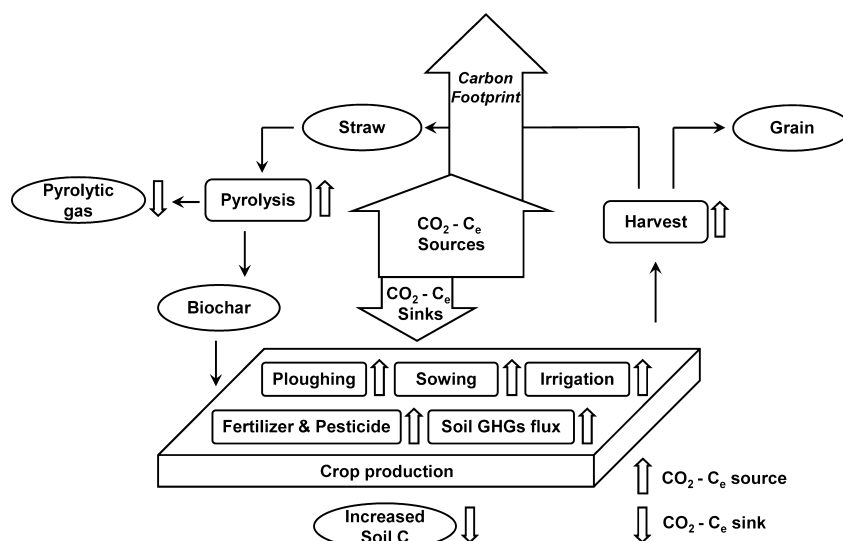 Carbon
Footprint
Straw
Grain
Pyrolytic
gas
Pyrolysis
Harvest
CO₂ - Cₑ
Sources
CO₂ - Cₑ
Sinks
Biochar
Ploughing
Sowing
Irrigation
Fertilizer & Pesticide
Soil GHGs flux
Crop production
CO₂ - Cₑ source
Increased
Soil C
CO₂ - Cₑ sink